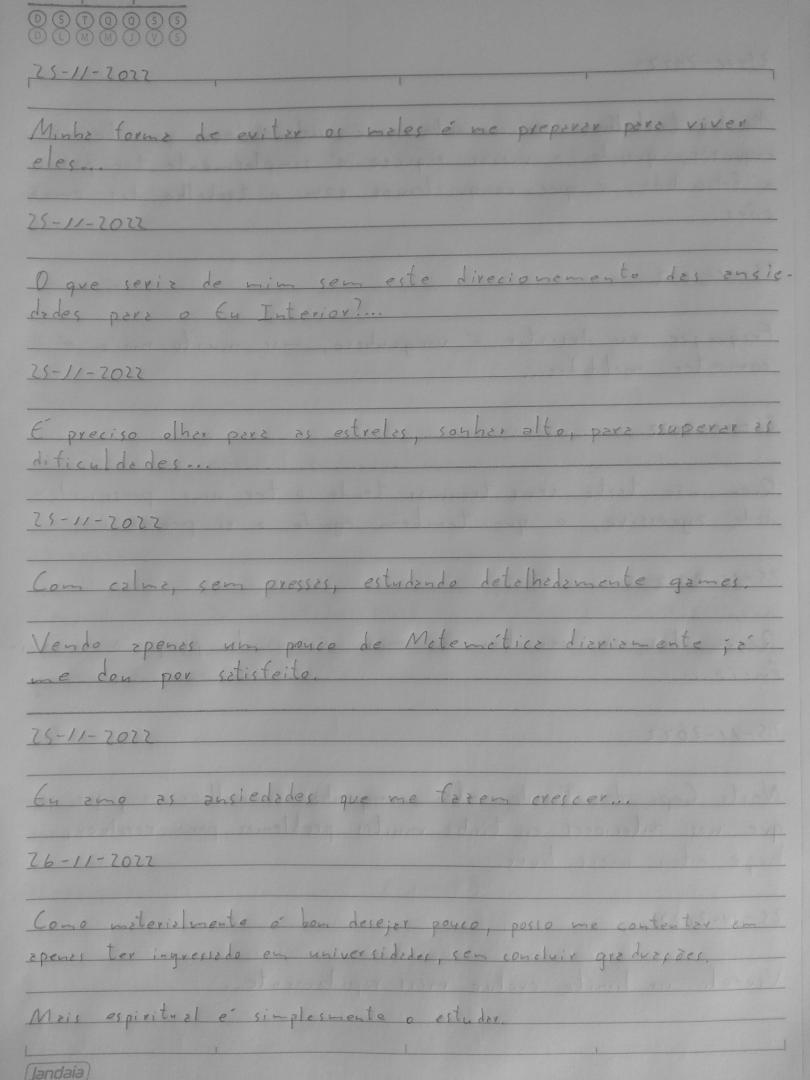 D S T Q Q S S
D L M M J V S
25-11-2022
Minha forma de evitar os males é me preparar para viver
eles...
25-11-2022
O que seria de mim sem este direcionamento das ansie-
dades para o Eu Interior?...
25-11-2022
É preciso olhar para as estrelas, sonhar alto, para superar as
dificuldades...
25-11-2022
Com calma, sem pressas, estudando detalhadamente games.
Vendo apenas um pouco de Matemática diariamente já
me dou por satisfeito.
25-11-2022
Eu amo as ansiedades que me fazem crescer...
26-11-2022
Como materialmente é bom desejar pouco, posso me contentar em
apenas ter ingressado em universidades, sem concluir graduações.
Mais espiritual é simplesmente o estudar.
Jandaia